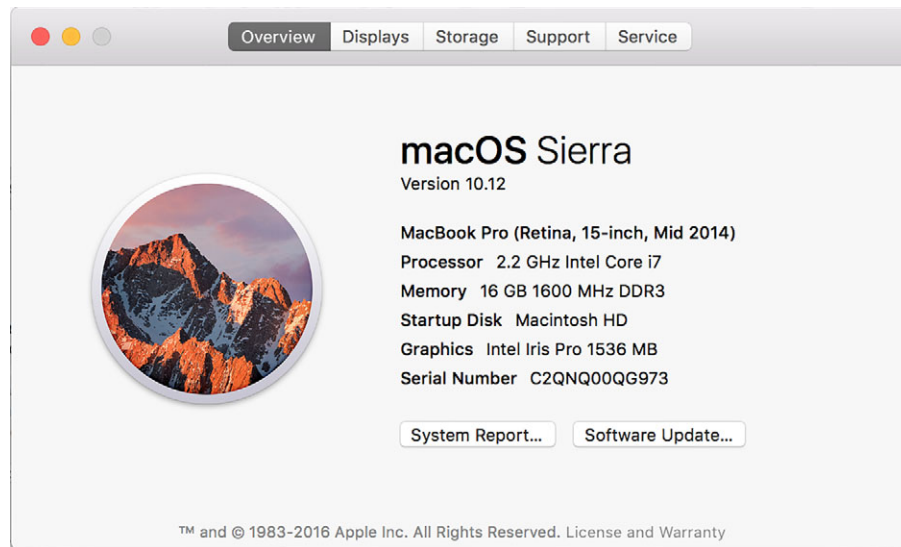 Overview Displays Storage Support Service
macOS Sierra
Version 10.12
MacBook Pro (Retina, 15-inch, Mid 2014)
Processor 2.2 GHz Intel Core i7
Memory 16 GB 1600 MHz DDR3
Startup Disk Macintosh HD
Graphics Intel Iris Pro 1536 MB
Serial Number C2QNQ00QG973
System Report... Software Update...
™ and © 1983-2016 Apple Inc. All Rights Reserved. License and Warranty